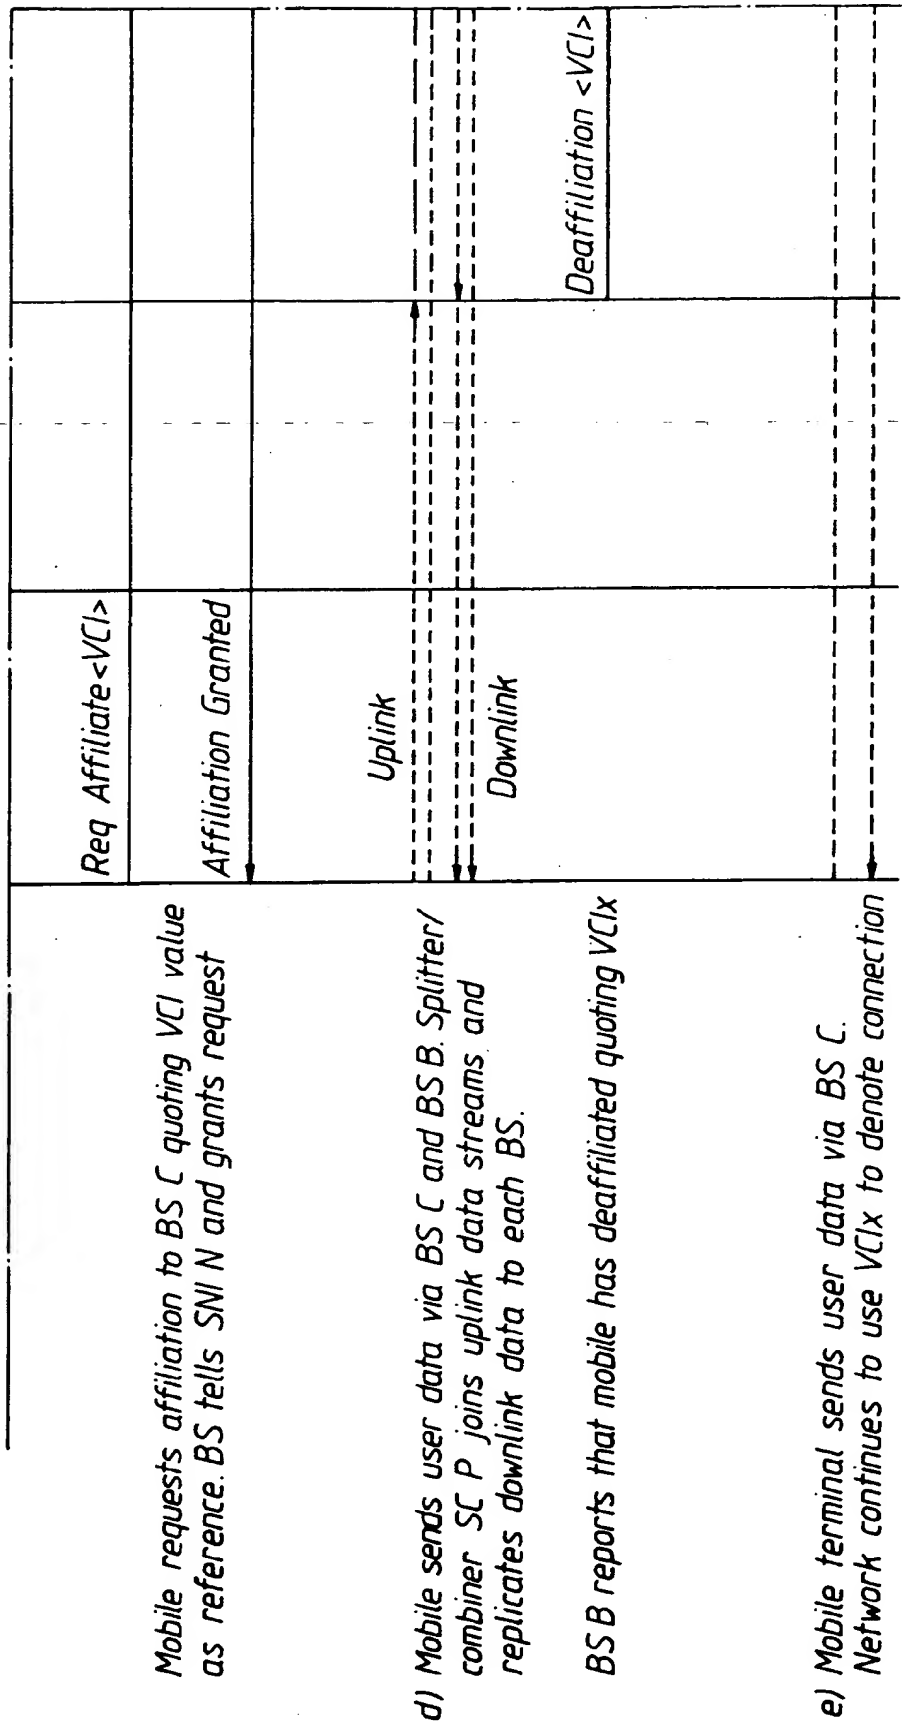 Req Affiliate<VCI>
Mobile requests affiliation to BS C quoting VCI value
as reference. BS tells SNI N and grants request
Affiliation Granted
d) Mobile sends user data via BS C and BS B. Splitter/
combiner SC P joins uplink data streams and
replicates downlink data to each BS.
Uplink
Downlink
BS B reports that mobile has deaffiliated quoting VCIx
Deaffiliation <VCI>
e) Mobile terminal sends user data via BS C.
Network continues to use VCIx to denote connection